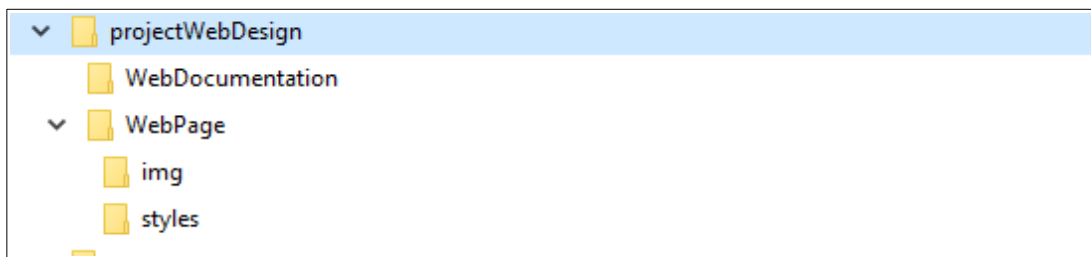 projectWebDesign
WebDocumentation
WebPage
img
styles